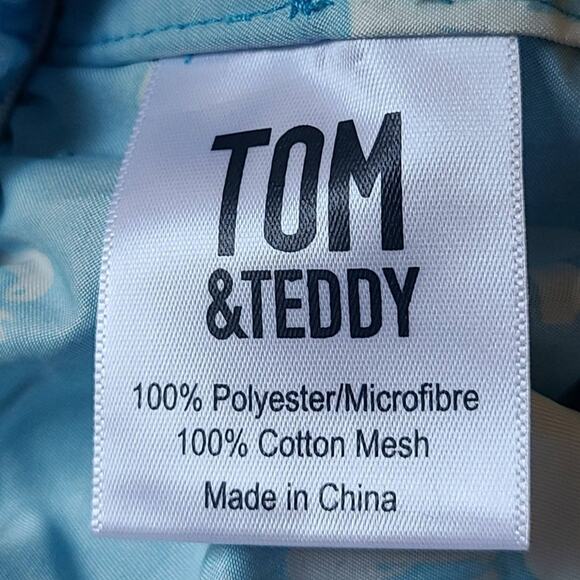 TOM
&TEDDY
100% Polyester/Microfibre
100% Cotton Mesh
Made in China